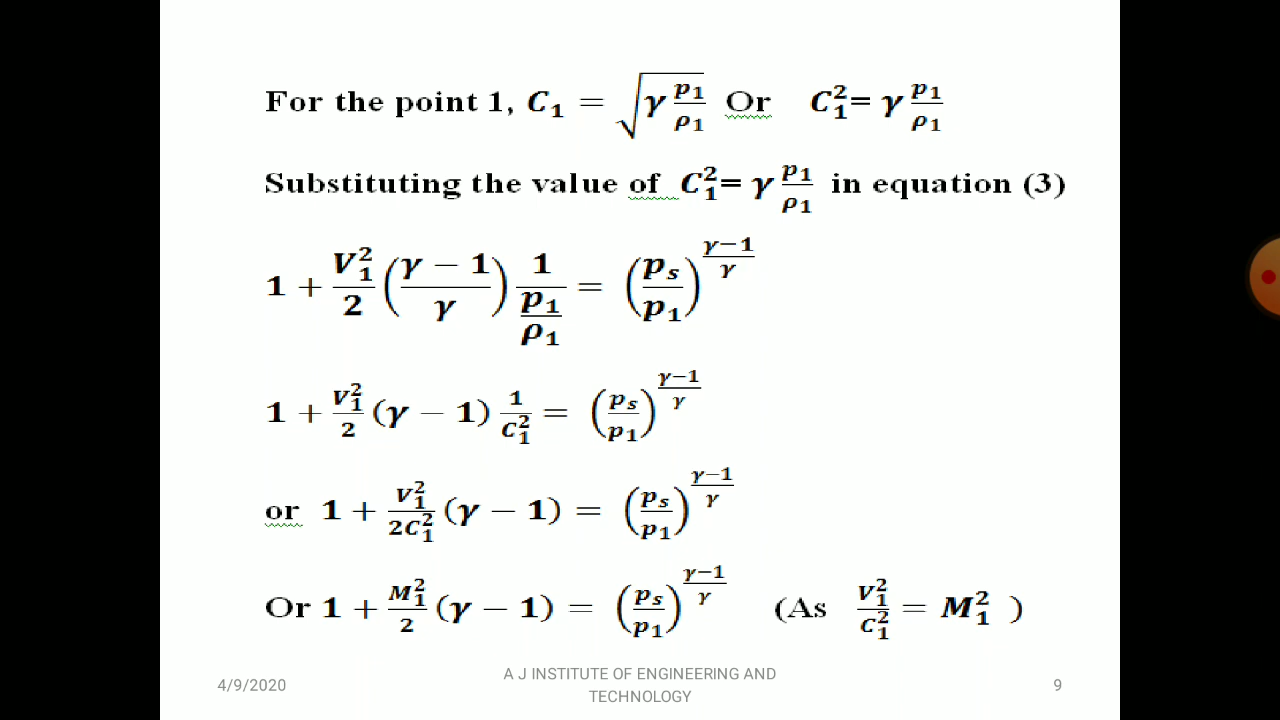 For the point 1, C₁ = √(γ p₁/ρ₁) Or C₁² = γ p₁/ρ₁
Substituting the value of C₁² = γ p₁/ρ₁ in equation (3)
1 + V₁²/2 ((γ − 1)/γ) 1/(p₁/ρ₁) = (pₛ/p₁)^((γ−1)/γ)
1 + V₁²/2 (γ − 1) 1/C₁² = (pₛ/p₁)^((γ−1)/γ)
or 1 + V₁²/2C₁² (γ − 1) = (pₛ/p₁)^((γ−1)/γ)
Or 1 + M₁²/2 (γ − 1) = (pₛ/p₁)^((γ−1)/γ) (As V₁²/C₁² = M₁² )
4/9/2020
A J INSTITUTE OF ENGINEERING AND
TECHNOLOGY
9